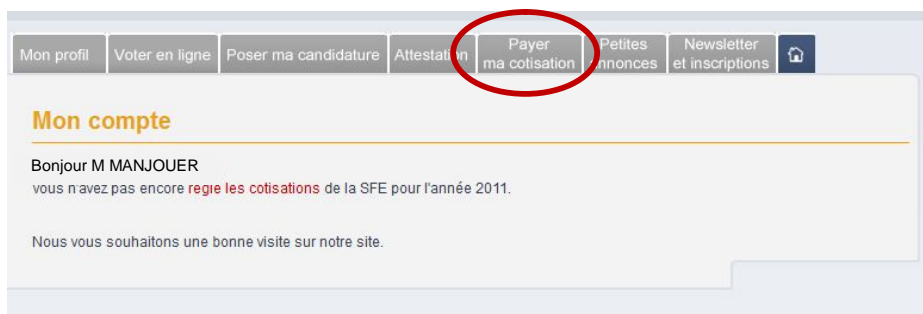 Mon profil
Voter en ligne
Poser ma candidature
Attestation
Payer
ma cotisation
Petites
annonces
Newsletter
et inscriptions
Mon compte
Bonjour M MANJOUER
vous n'avez pas encore regle les cotisations de la SFE pour l'année 2011.
Nous vous souhaitons une bonne visite sur notre site.